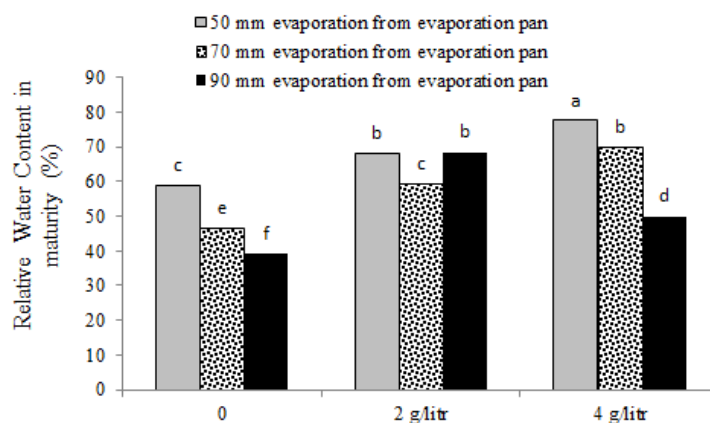 50 mm evaporation from evaporation pan
70 mm evaporation from evaporation pan
90 mm evaporation from evaporation pan
Relative Water Content in
maturity (%)
90
80
70
60
50
40
30
20
10
0
c
e
f
b
c
b
a
b
d
0
2 g/litr
4 g/litr